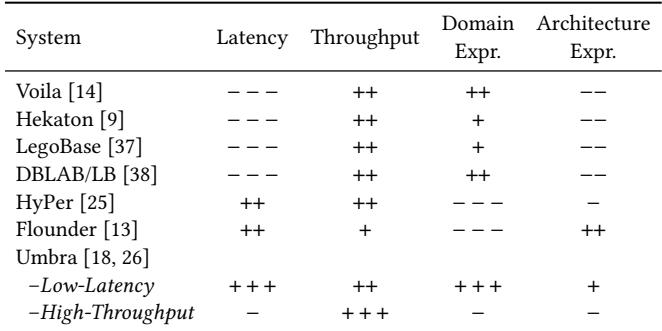 System Latency Throughput Domain Expr. Architecture Expr.
Voila [14] − − − ++ ++ −−
Hekaton [9] − − − ++ + −−
LegoBase [37] − − − ++ + −−
DBLAB/LB [38] − − − ++ ++ −−
HyPer [25] ++ ++ − − − −
Flounder [13] ++ + − − − ++
Umbra [18, 26]
–Low-Latency +++ ++ +++ +
–High-Throughput − +++ − −